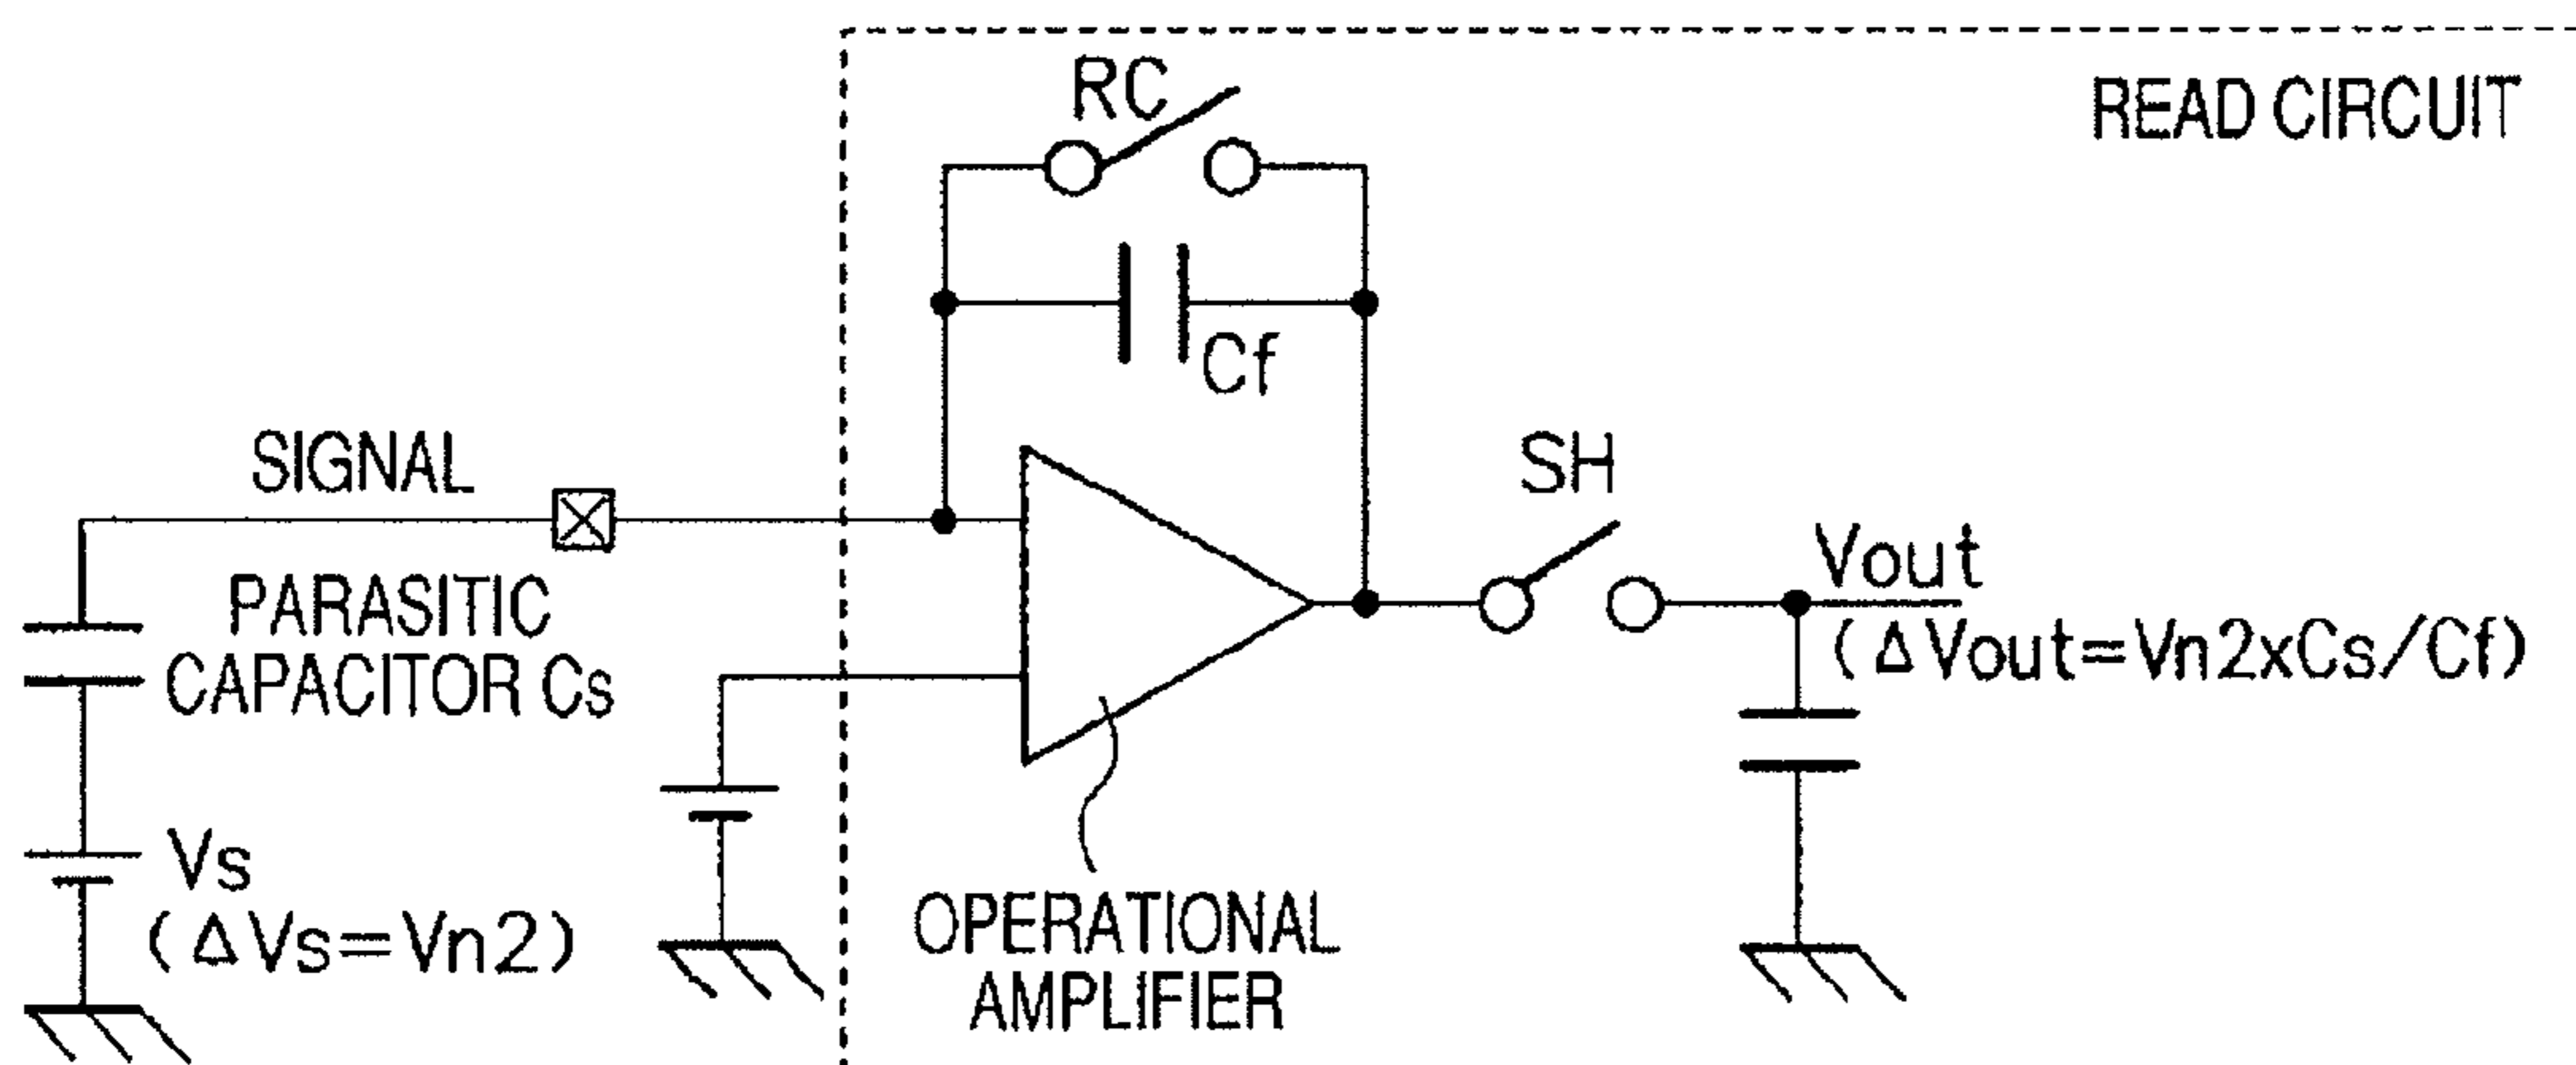 RC
READ CIRCUIT
Cf
SIGNAL
SH
PARASITIC
CAPACITOR Cs
Vout
(ΔVout=Vn2xCs/Cf)
Vs
(ΔVs=Vn2)
OPERATIONAL
AMPLIFIER